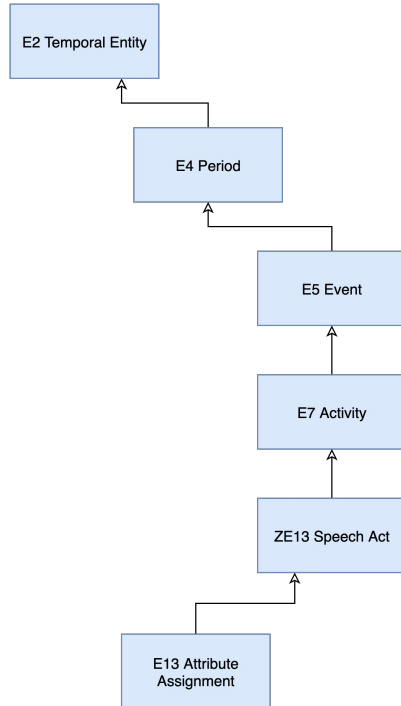 E2 Temporal Entity
E4 Period
E5 Event
E7 Activity
ZE13 Speech Act
E13 Attribute
Assignment